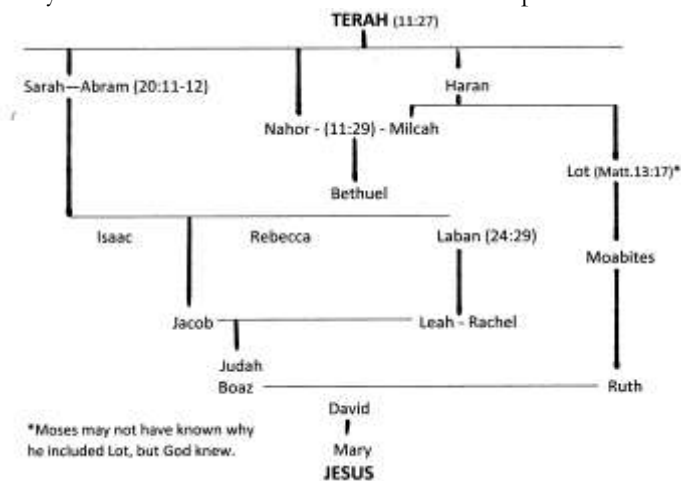 TERAH (11:27)
Sarah—Abram (20:11-12)
Haran
Nahor - (11:29) - Milcah
Lot (Matt.13:17)*
Bethuel
Isaac Rebecca Laban (24:29)
Moabites
Jacob Leah - Rachel
Judah
Boaz Ruth
David
*Moses may not have known why
he included Lot, but God knew.
Mary
JESUS